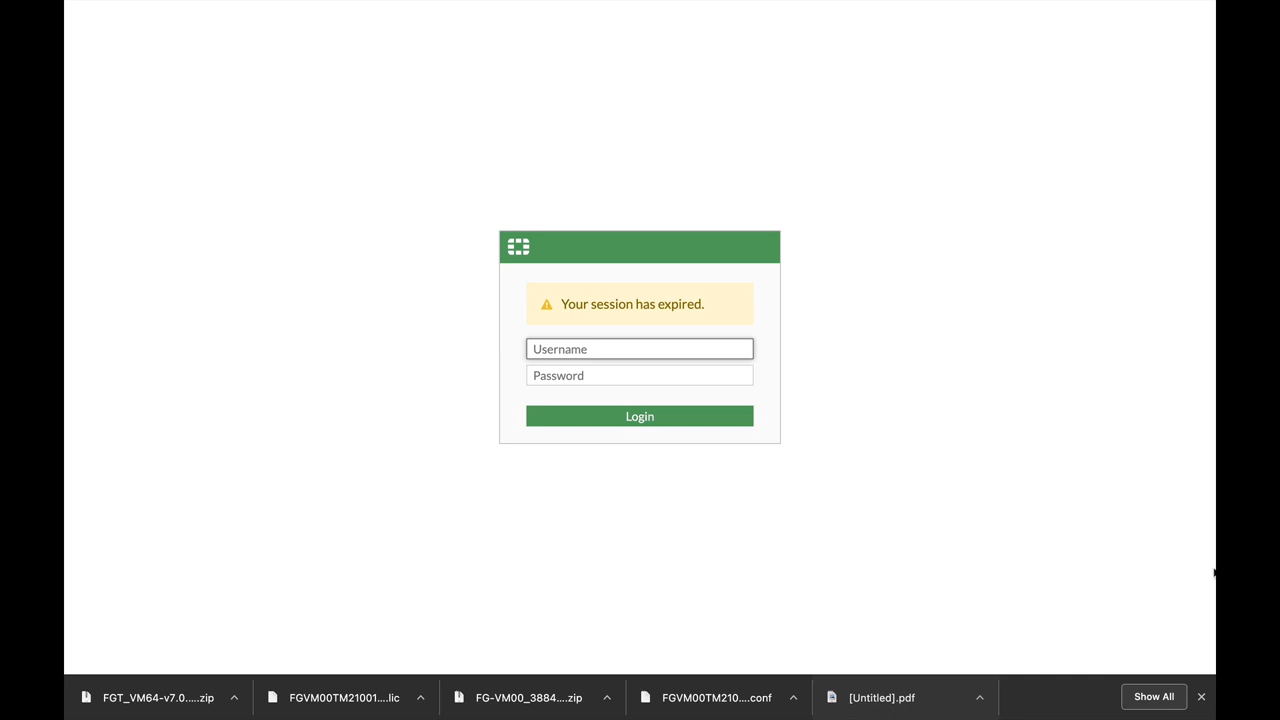 Your session has expired.
Username
Password
Login
FGT_VM64-v7.0.....zip
FGVM00TM21001....lic
FG-VM00_3884....zip
FGVM00TM210....conf
[Untitled].pdf
Show All